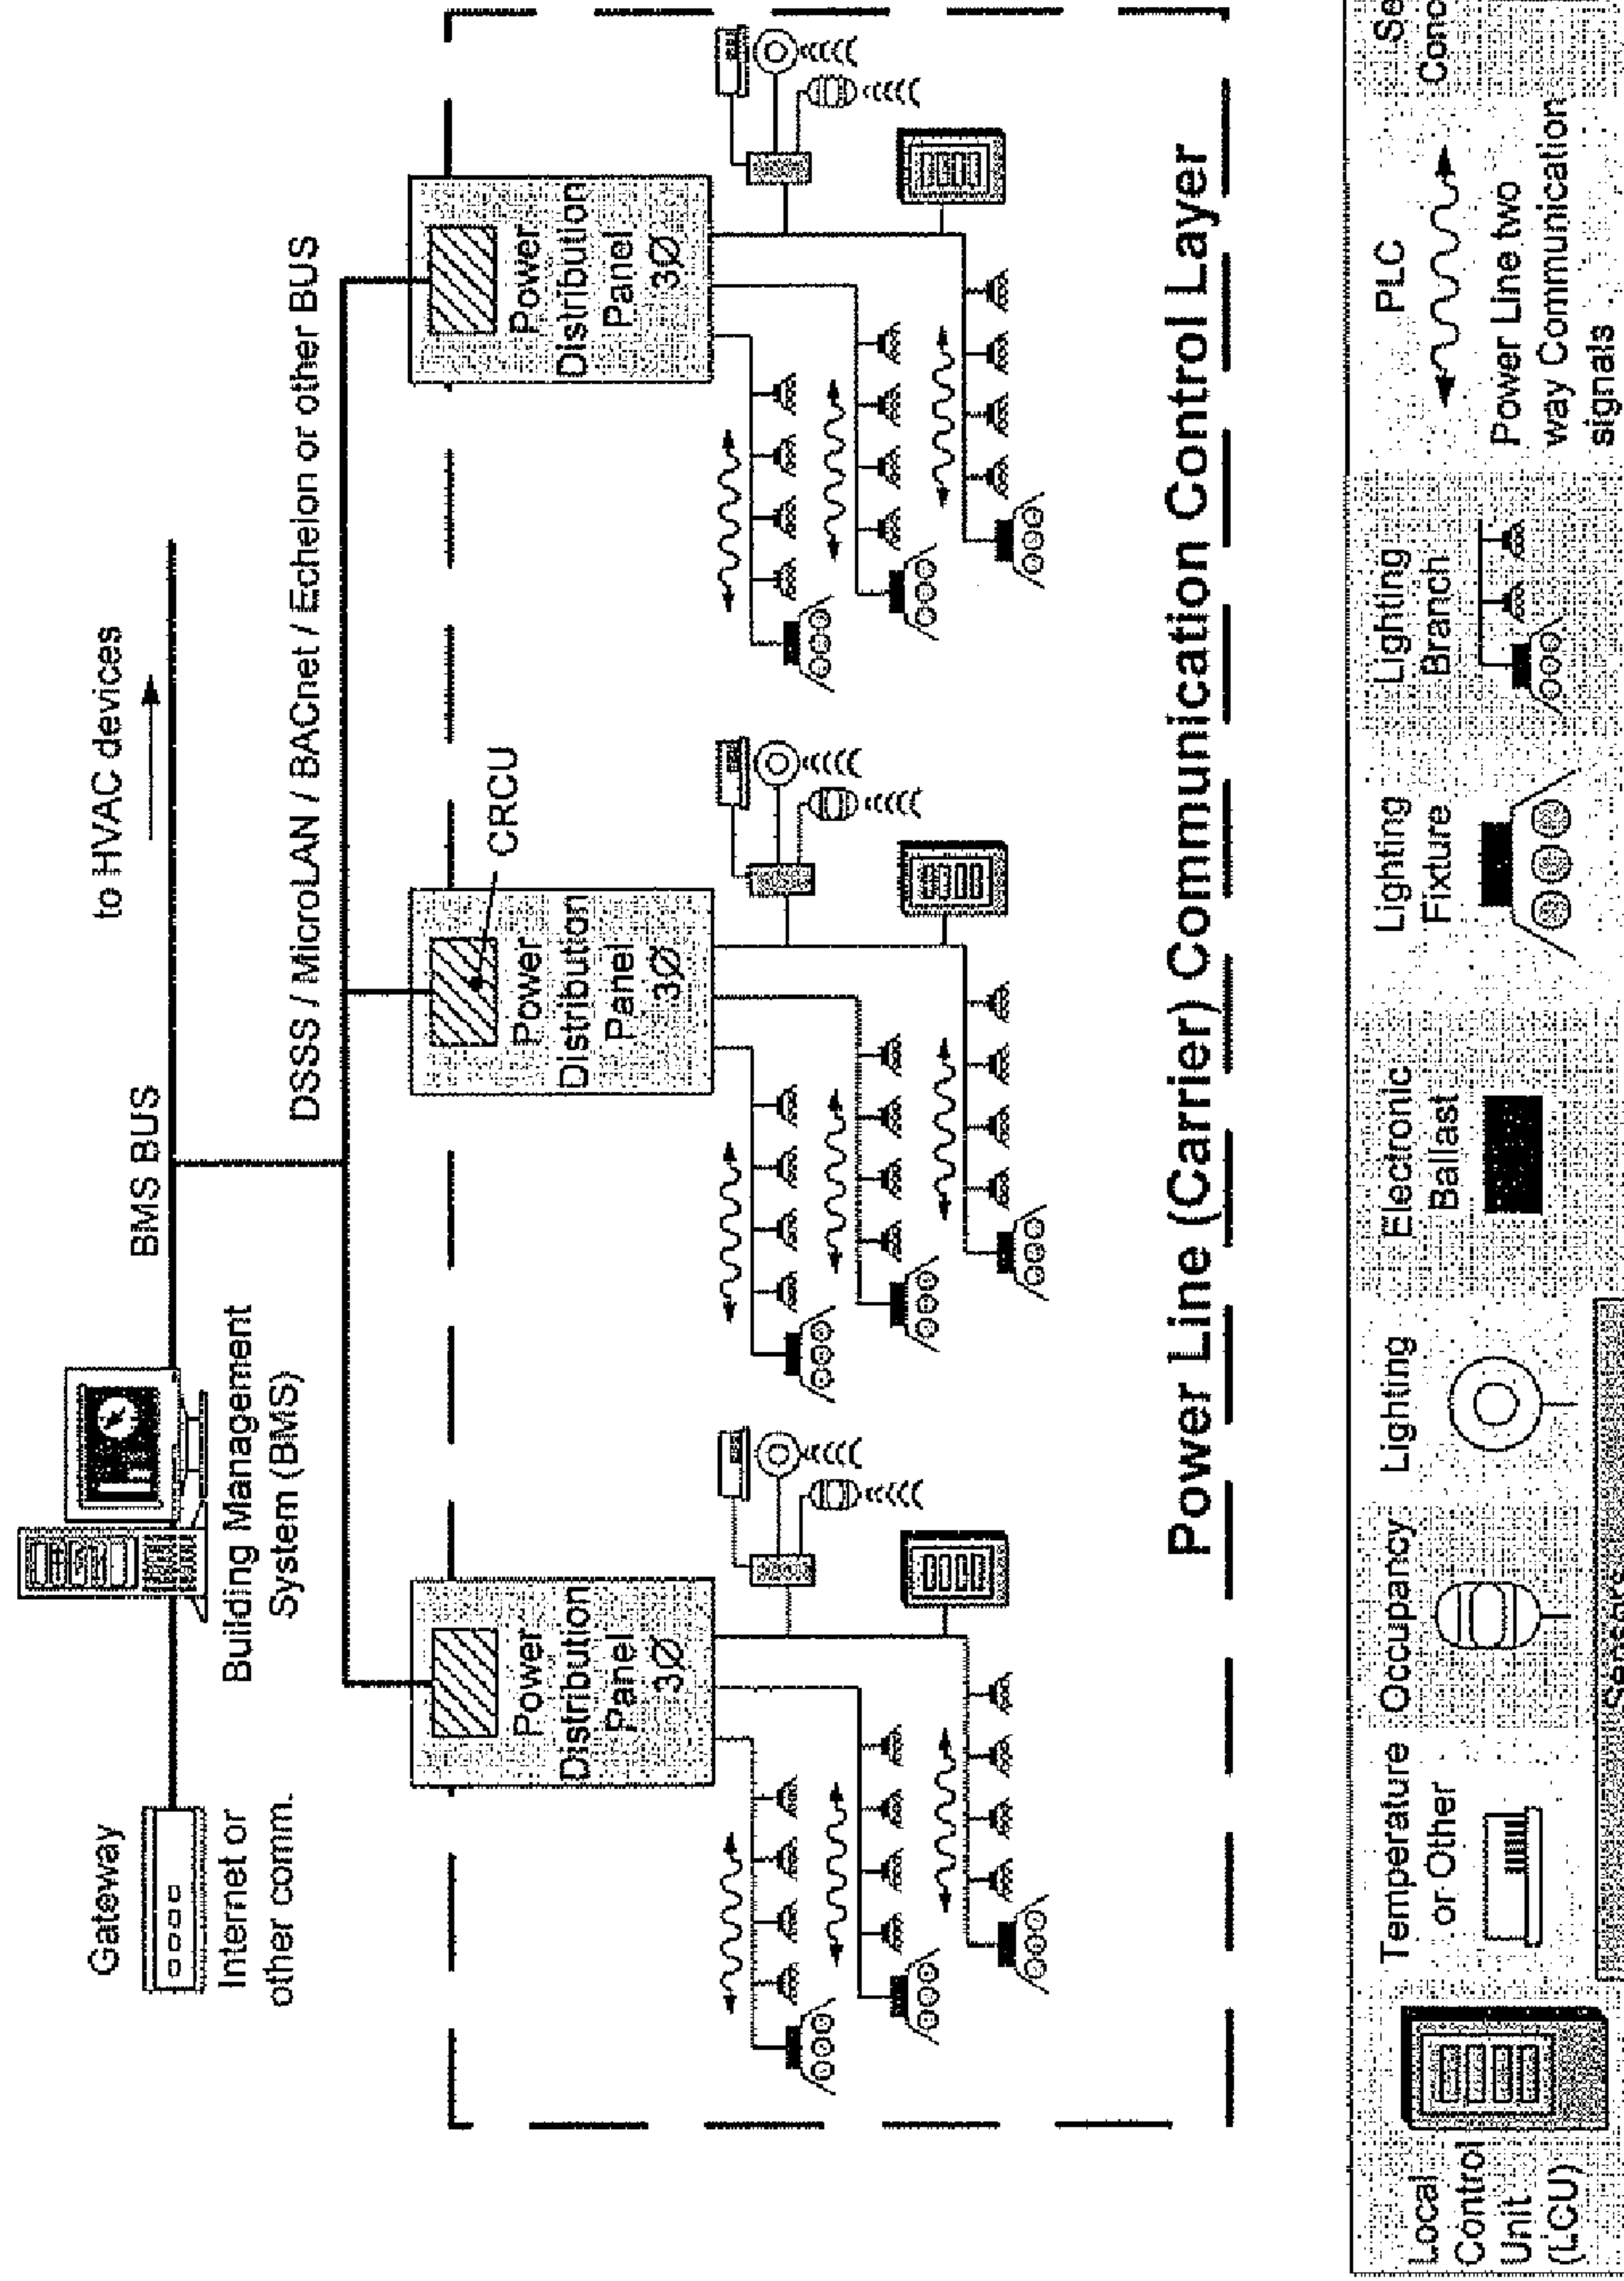 to HVAC devices
BMS BUS
Gateway
Internet or
other comm.
Building Management
System (BMS)
DSSS / MicroLAN / BACnet / Echelon or other BUS
CRCU
Power
Distribution
Panel
3Ø
Power
Distribution
Panel
3Ø
Power
Distribution
Panel
3Ø
Power Line (Carrier) Communication Control Layer
Local
Control
Unit
(LCU)
Temperature
or Other
Occupancy
Lighting
Sensors
Electronic
Ballast
Lighting
Fixture
Lighting
Branch
PLC
Power Line two
way Communication
signals